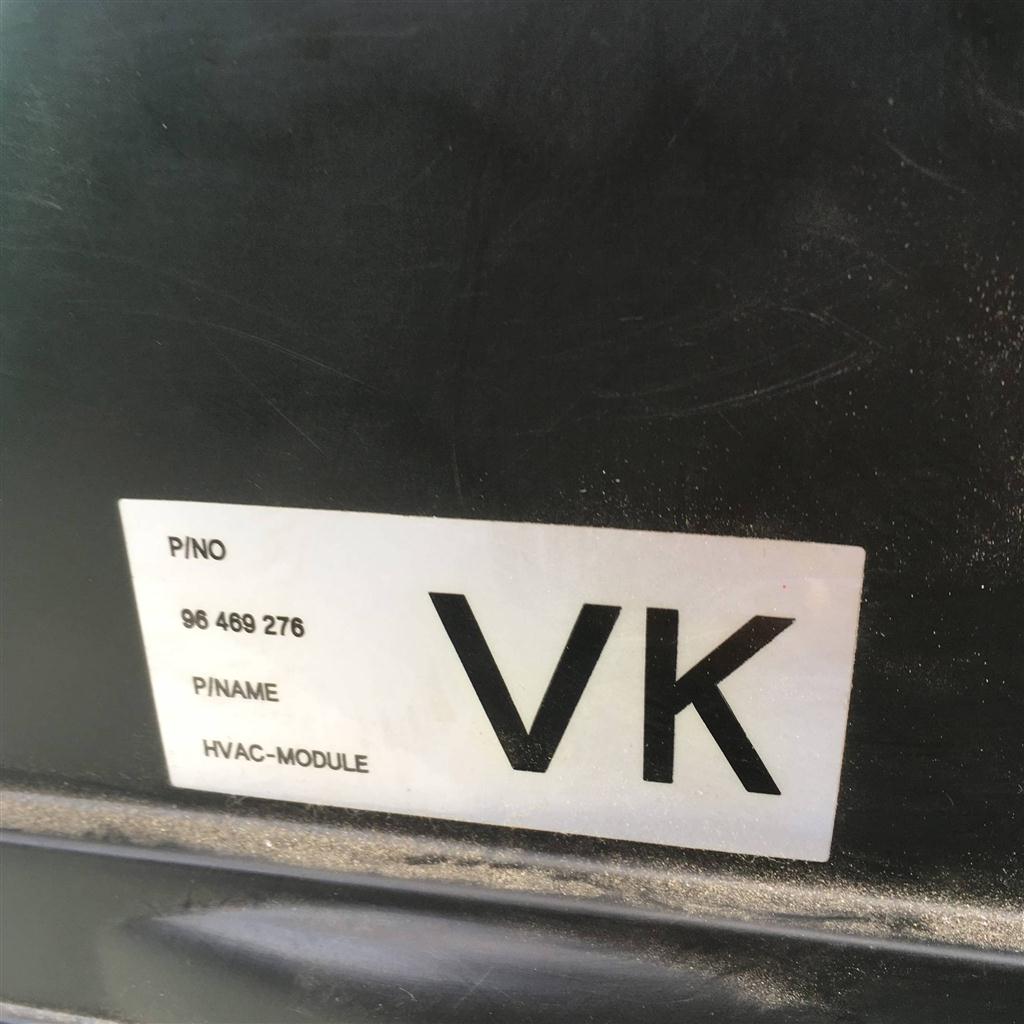 P/NO
96 469 276
P/NAME
HVAC-MODULE
VK